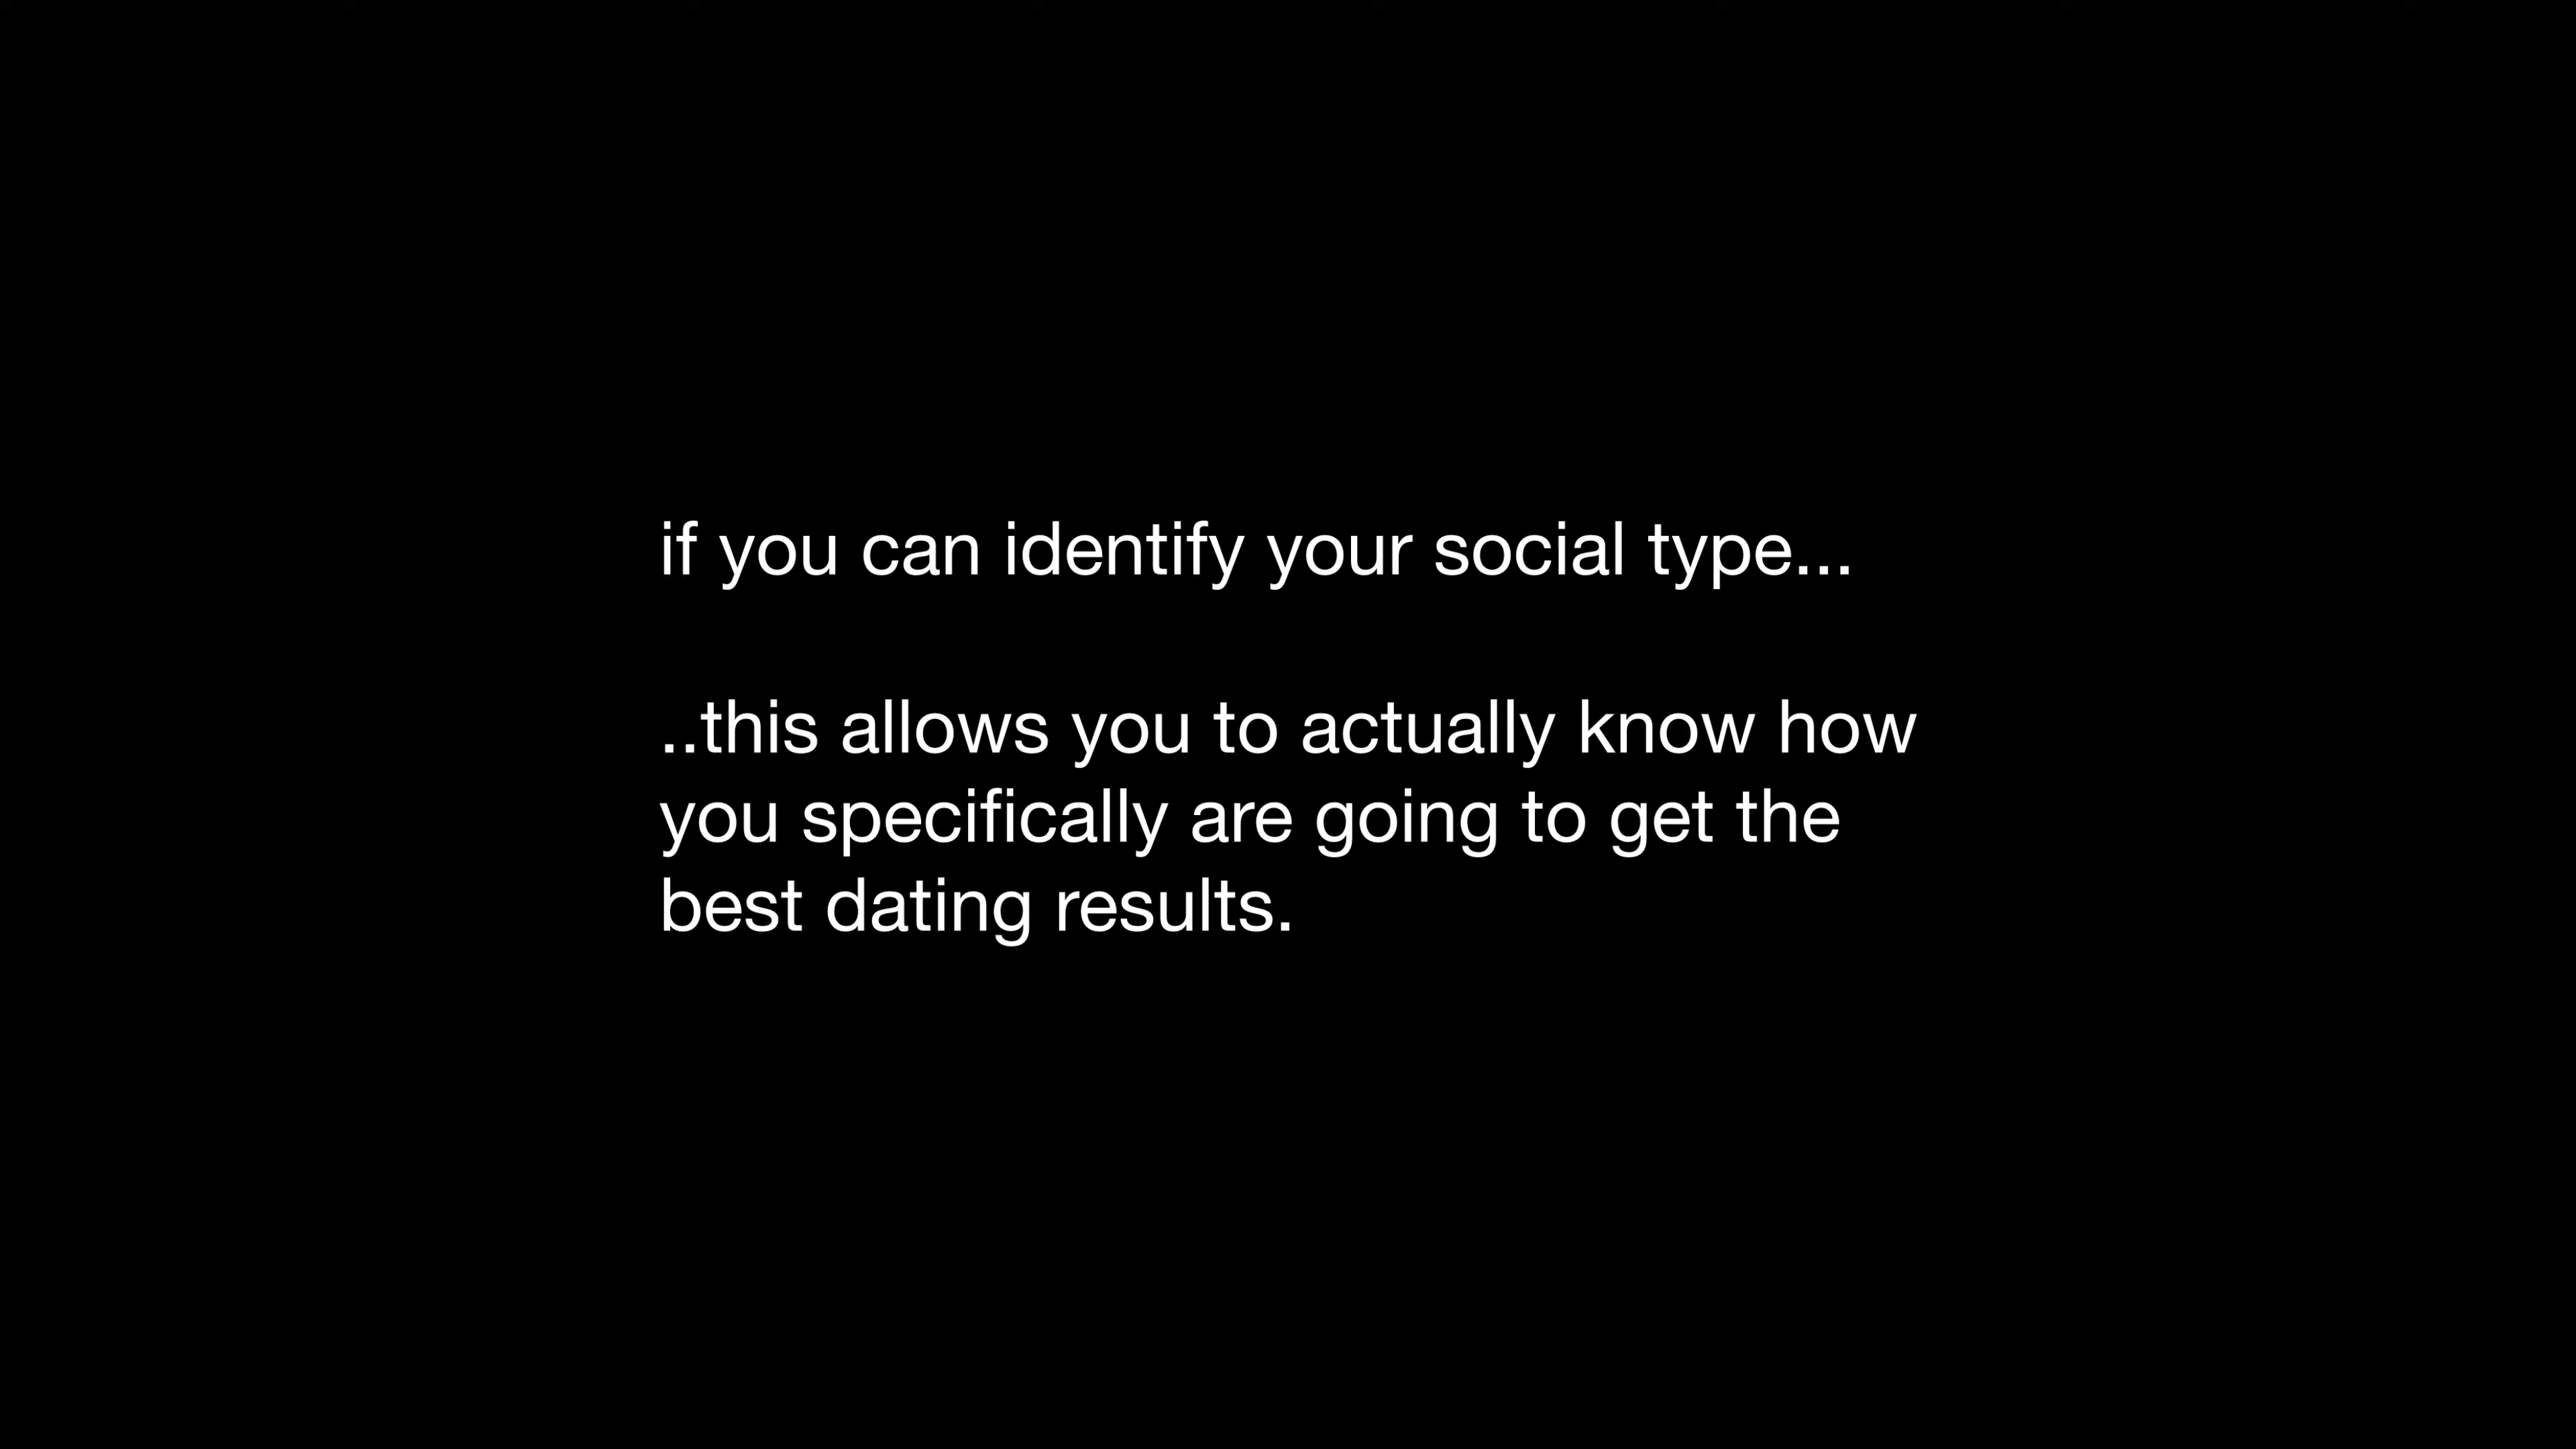 if you can identify your social type...
..this allows you to actually know how
you specifically are going to get the
best dating results.